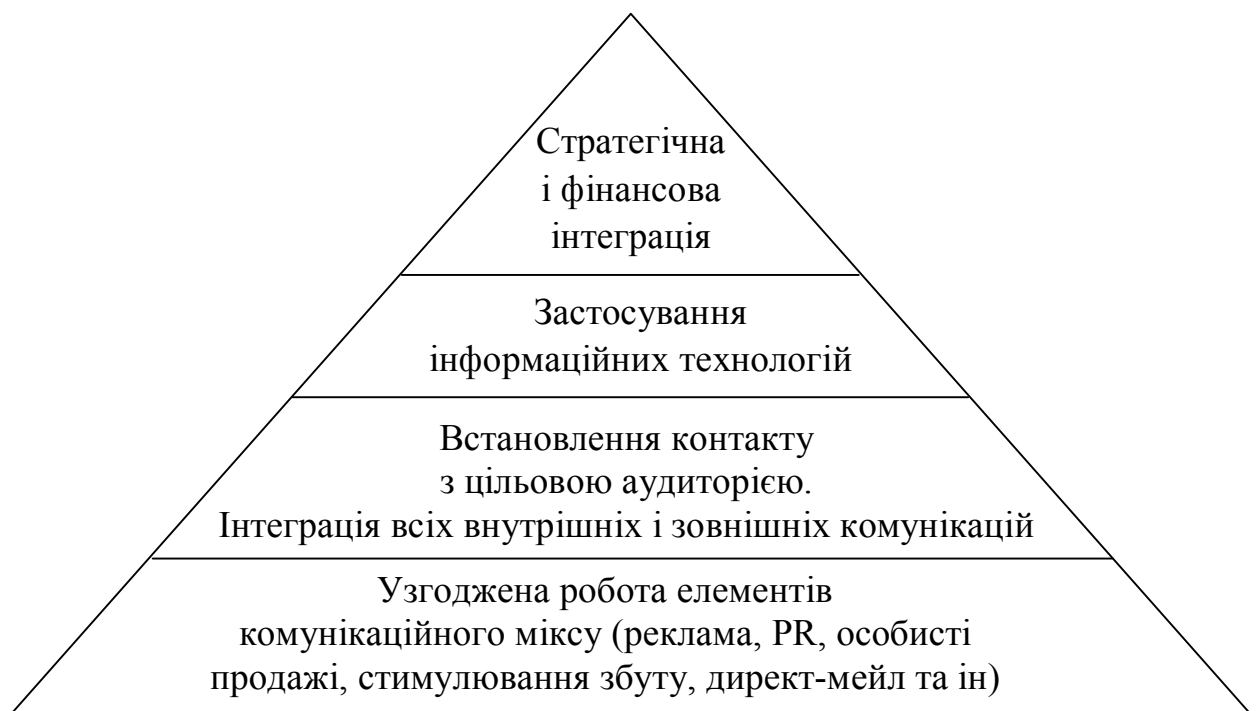 Стратегічна
і фінансова
інтеграція
Застосування
інформаційних технологій
Встановлення контакту
з цільовою аудиторією.
Інтеграція всіх внутрішніх і зовнішніх комунікацій
Узгоджена робота елементів
комунікаційного міксу (реклама, PR, особисті
продажі, стимулювання збуту, директ-мейл та ін)